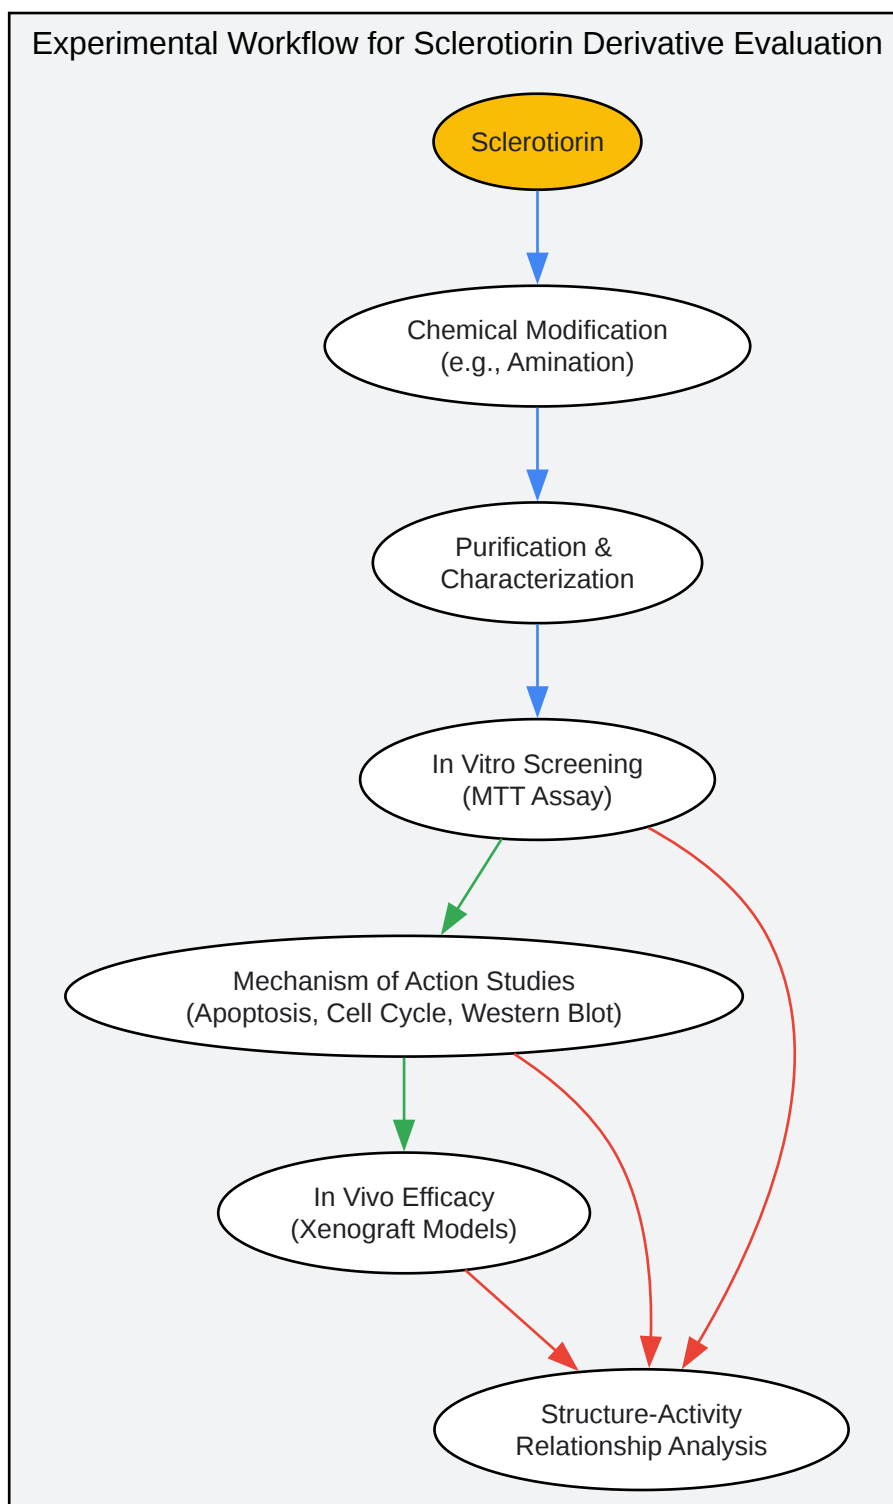 Experimental Workflow for Sclerotiorin Derivative Evaluation
Sclerotiorin
Chemical Modification
(e.g., Amination)
Purification &
Characterization
In Vitro Screening
(MTT Assay)
Mechanism of Action Studies
(Apoptosis, Cell Cycle, Western Blot)
In Vivo Efficacy
(Xenograft Models)
Structure-Activity
Relationship Analysis